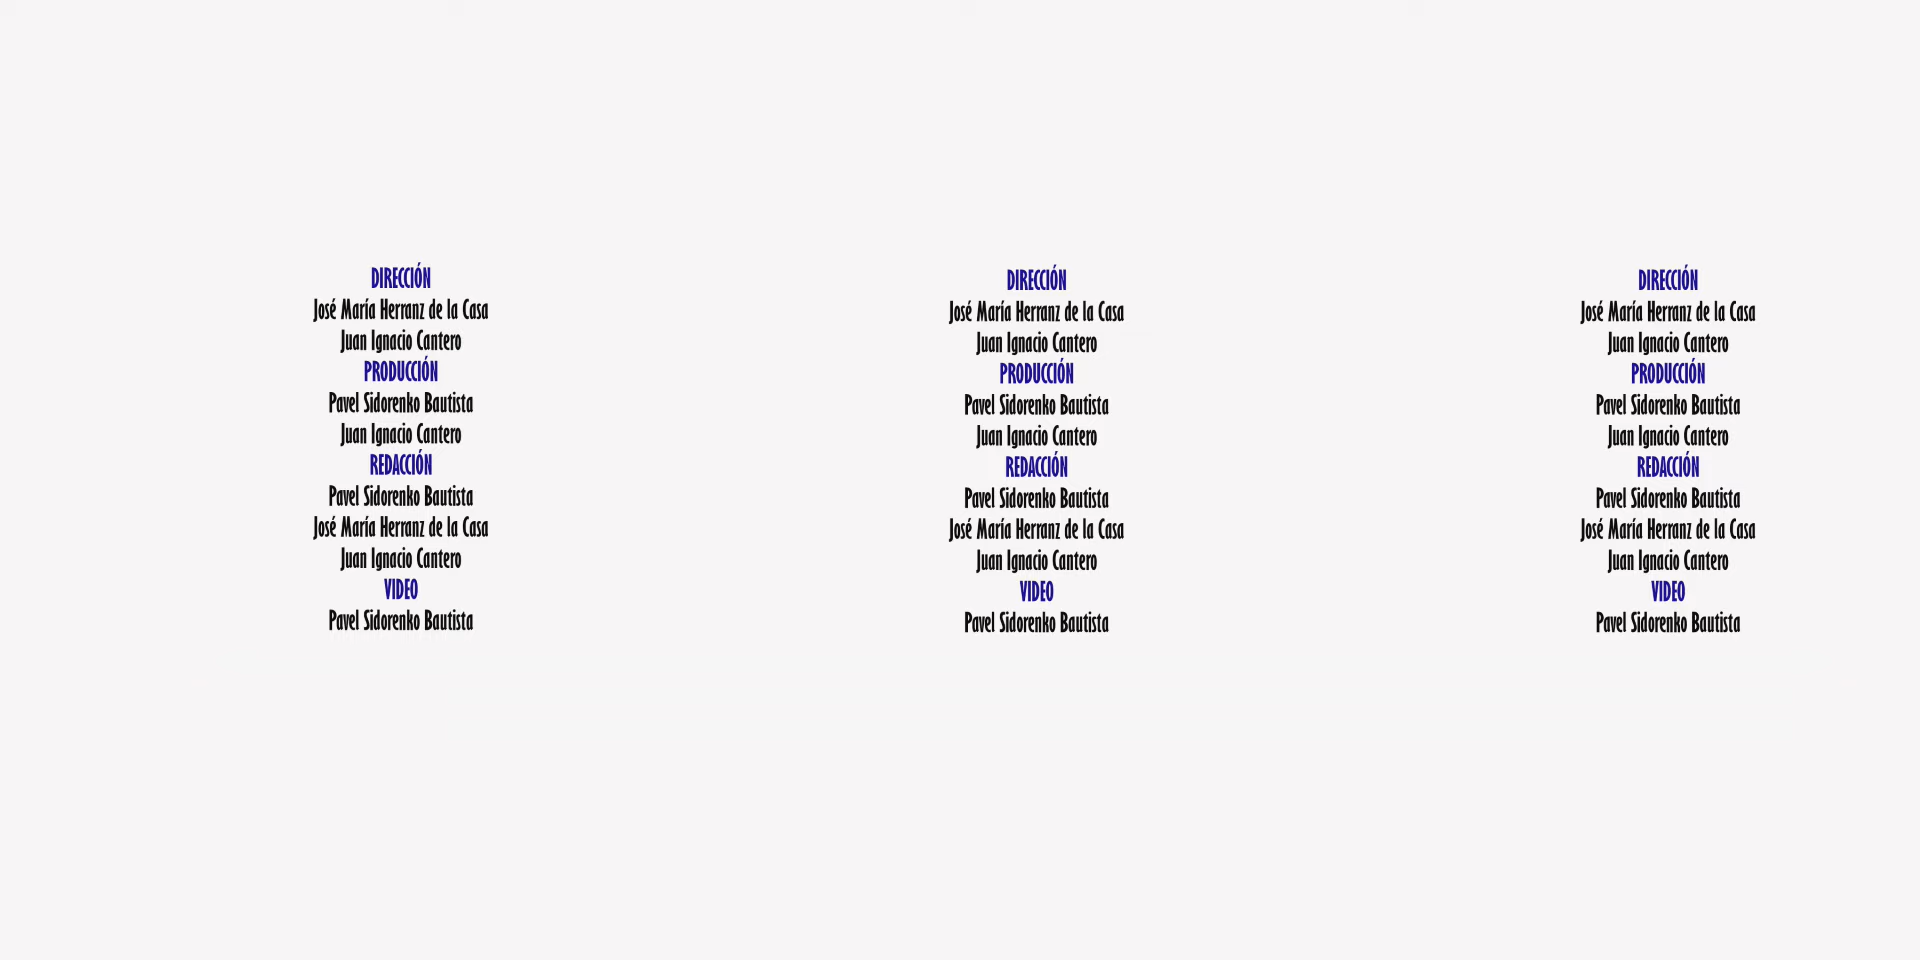 DIRECCIÓN
José María Herranz de la Casa
Juan Ignacio Cantero
PRODUCCIÓN
Pavel Sidorenko Bautista
Juan Ignacio Cantero
REDACCIÓN
Pavel Sidorenko Bautista
José María Herranz de la Casa
Juan Ignacio Cantero
VIDEO
Pavel Sidorenko Bautista
DIRECCIÓN
José María Herranz de la Casa
Juan Ignacio Cantero
PRODUCCIÓN
Pavel Sidorenko Bautista
Juan Ignacio Cantero
REDACCIÓN
Pavel Sidorenko Bautista
José María Herranz de la Casa
Juan Ignacio Cantero
VIDEO
Pavel Sidorenko Bautista
DIRECCIÓN
José María Herranz de la Casa
Juan Ignacio Cantero
PRODUCCIÓN
Pavel Sidorenko Bautista
Juan Ignacio Cantero
REDACCIÓN
Pavel Sidorenko Bautista
José María Herranz de la Casa
Juan Ignacio Cantero
VIDEO
Pavel Sidorenko Bautista